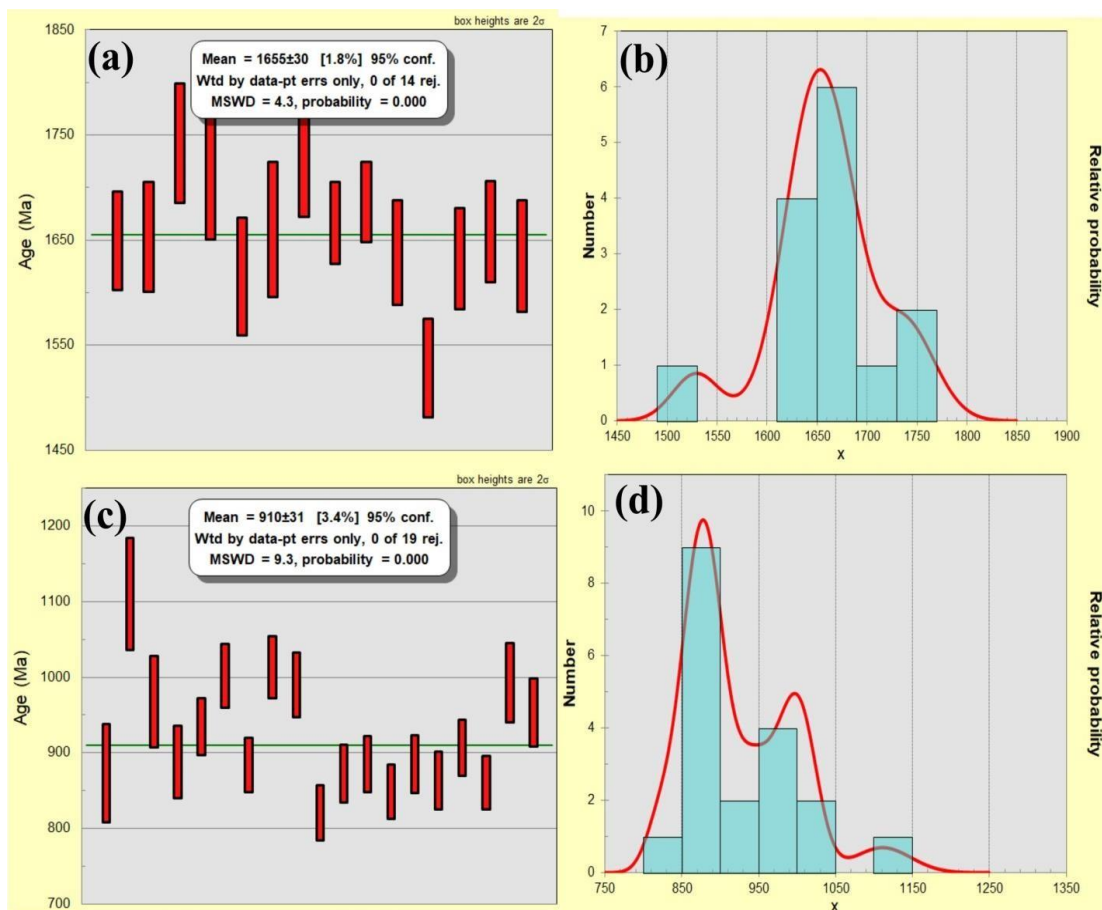 box heights are 2σ
(a)
Mean = 1655±30 [1.8%] 95% conf.
Wtd by data-pt errs only, 0 of 14 rej.
MSWD = 4.3, probability = 0.000
Age (Ma)
1850
1750
1650
1550
1450
(b)
Number
7
6
5
4
3
2
1
0
1450 1500 1550 1600 1650 1700 1750 1800 1850 1900
X
Relative probability
box heights are 2σ
(c)
Mean = 910±31 [3.4%] 95% conf.
Wtd by data-pt errs only, 0 of 19 rej.
MSWD = 9.3, probability = 0.000
Age (Ma)
1200
1100
1000
900
800
700
(d)
Number
10
8
6
4
2
0
750 850 950 1050 1150 1250 1350
X
Relative probability